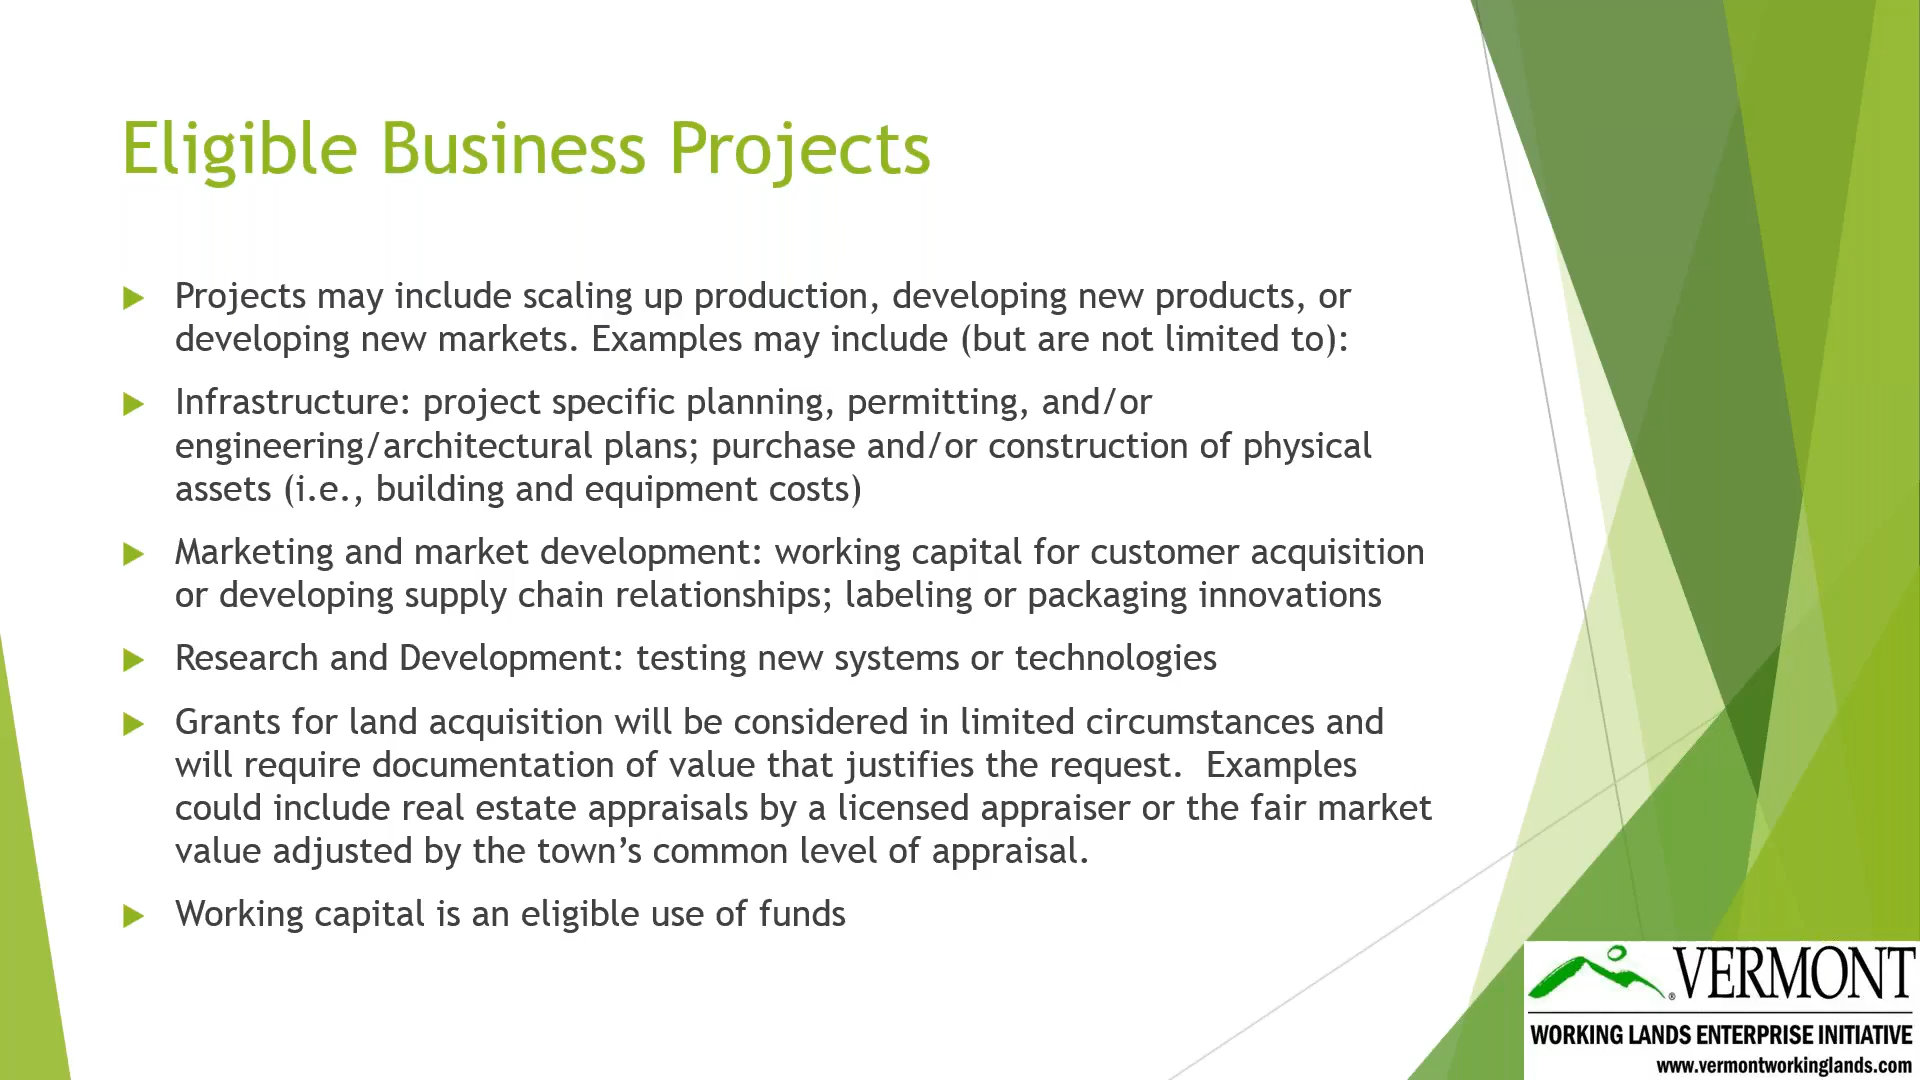 Eligible Business Projects
Projects may include scaling up production, developing new products, or
developing new markets. Examples may include (but are not limited to):
Infrastructure: project specific planning, permitting, and/or
engineering/architectural plans; purchase and/or construction of physical
assets (i.e., building and equipment costs)
Marketing and market development: working capital for customer acquisition
or developing supply chain relationships; labeling or packaging innovations
Research and Development: testing new systems or technologies
Grants for land acquisition will be considered in limited circumstances and
will require documentation of value that justifies the request.  Examples
could include real estate appraisals by a licensed appraiser or the fair market
value adjusted by the town’s common level of appraisal.
Working capital is an eligible use of funds
®VERMONT
WORKING LANDS ENTERPRISE INITIATIVE
www.vermontworkinglands.com